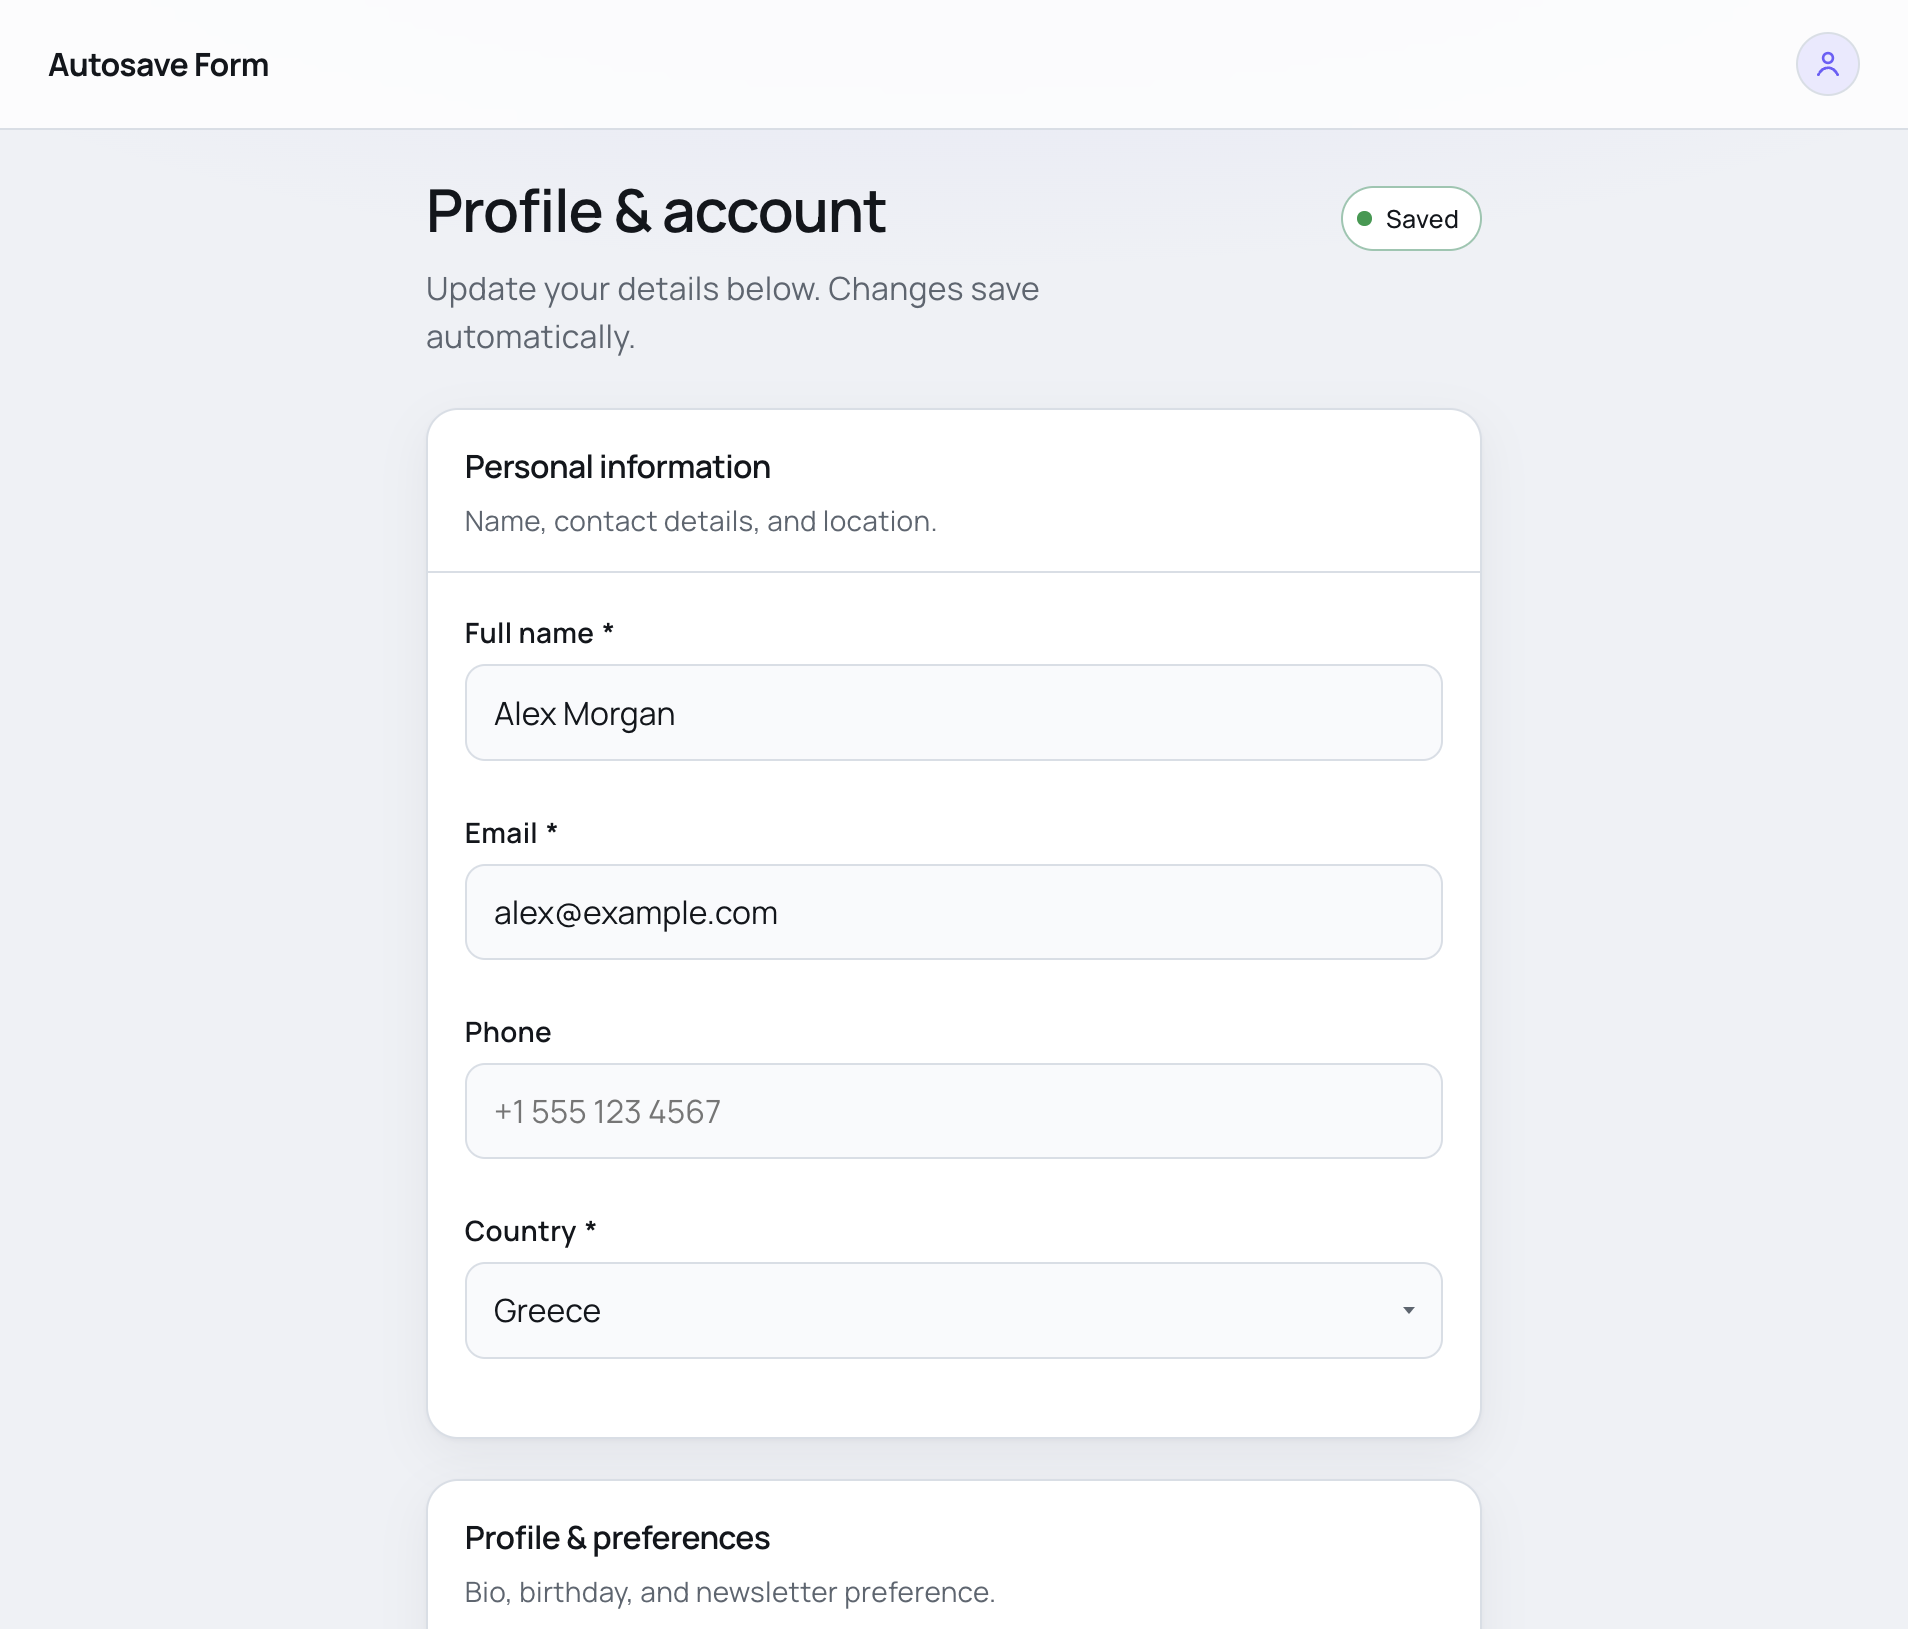 Autosave Form
Profile & account
Saved
Update your details below. Changes save
automatically.
Personal information
Name, contact details, and location.
Full name *
Alex Morgan
Email *
alex@example.com
Phone
+1 555 123 4567
Country *
Greece
Profile & preferences
Bio, birthday, and newsletter preference.